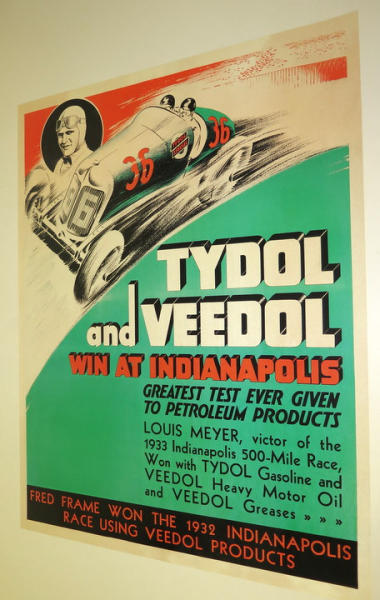 36
36
36
TYDOL
and VEEDOL
WIN AT INDIANAPOLIS
GREATEST TEST EVER GIVEN
TO PETROLEUM PRODUCTS
LOUIS MEYER, victor of the
1933 Indianapolis 500-Mile Race,
Won with TYDOL Gasoline and
VEEDOL Heavy Motor Oil
and VEEDOL Greases » » »
FRED FRAME WON THE 1932 INDIANAPOLIS
RACE USING VEEDOL PRODUCTS